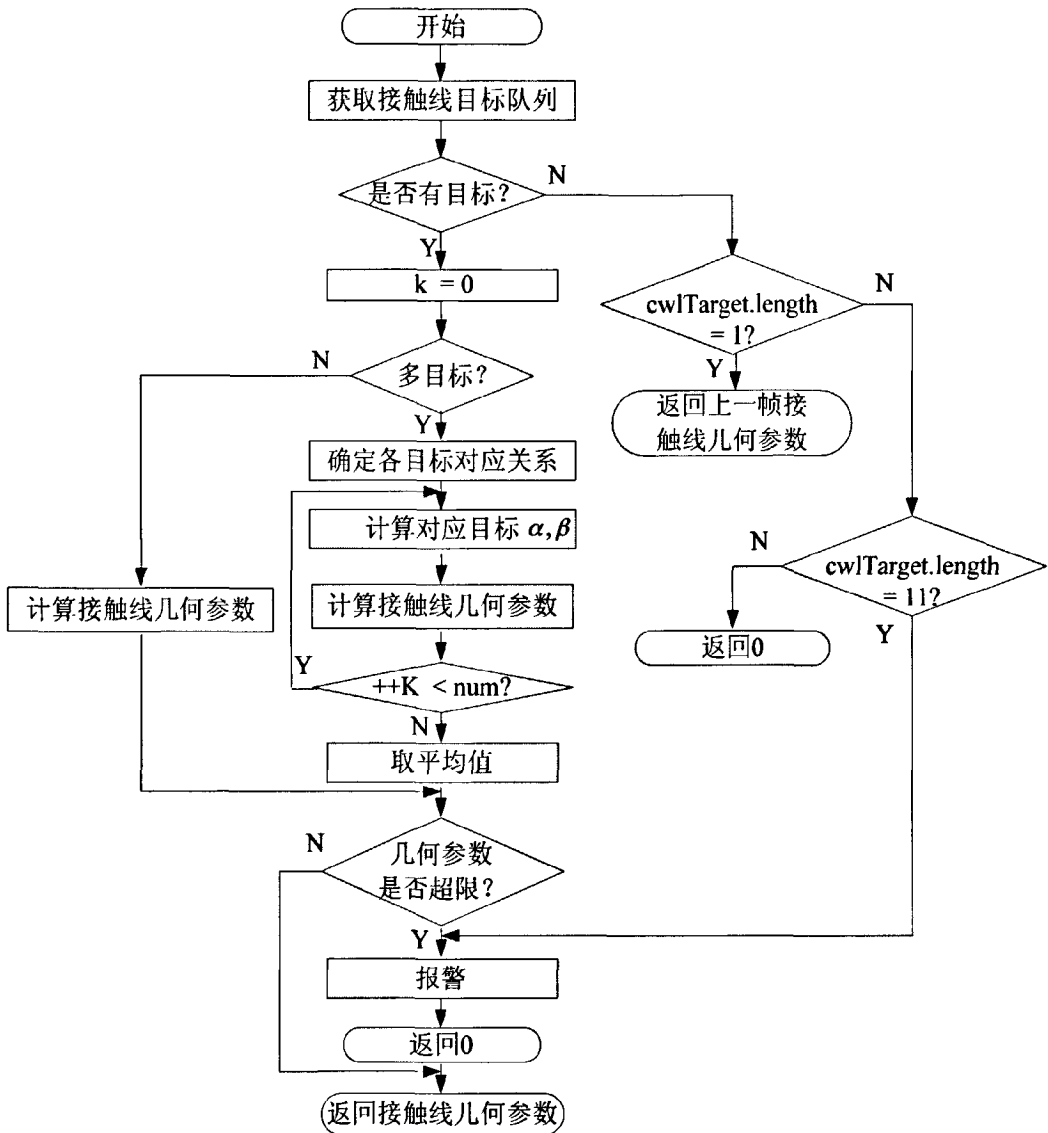 开始
获取接触线目标队列
是否有目标?
N
Y
k = 0
cwlTarget.length
= 1?
N
Y
返回上一帧接
触线几何参数
多目标?
N
Y
确定各目标对应关系
计算对应目标 α,β
计算接触线几何参数
计算接触线几何参数
cwlTarget.length
= 11?
N
Y
返回0
++K < num?
Y
N
取平均值
几何参数
是否超限?
N
Y
报警
返回0
返回接触线几何参数